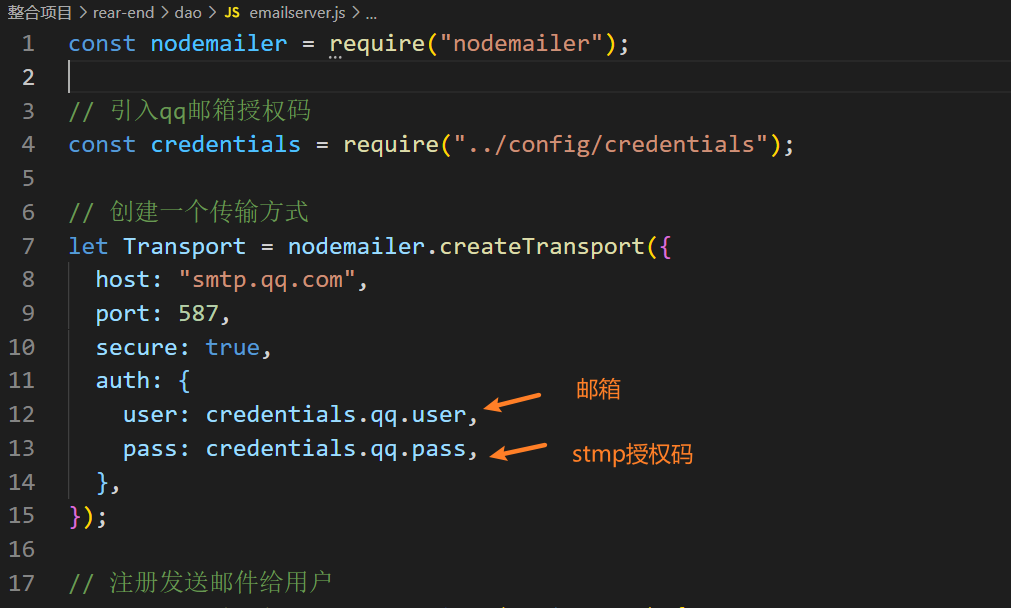 整合项目 > rear-end > dao > JS emailserver.js > ...
1 const nodemailer = require("nodemailer");
2
3 // 引入qq邮箱授权码
4 const credentials = require("../config/credentials");
5
6 // 创建一个传输方式
7 let Transport = nodemailer.createTransport({
8 host: "smtp.qq.com",
9 port: 587,
10 secure: true,
11 auth: {
12 user: credentials.qq.user, 邮箱
13 pass: credentials.qq.pass, stmp授权码
14 },
15 });
16
17 // 注册发送邮件给用户